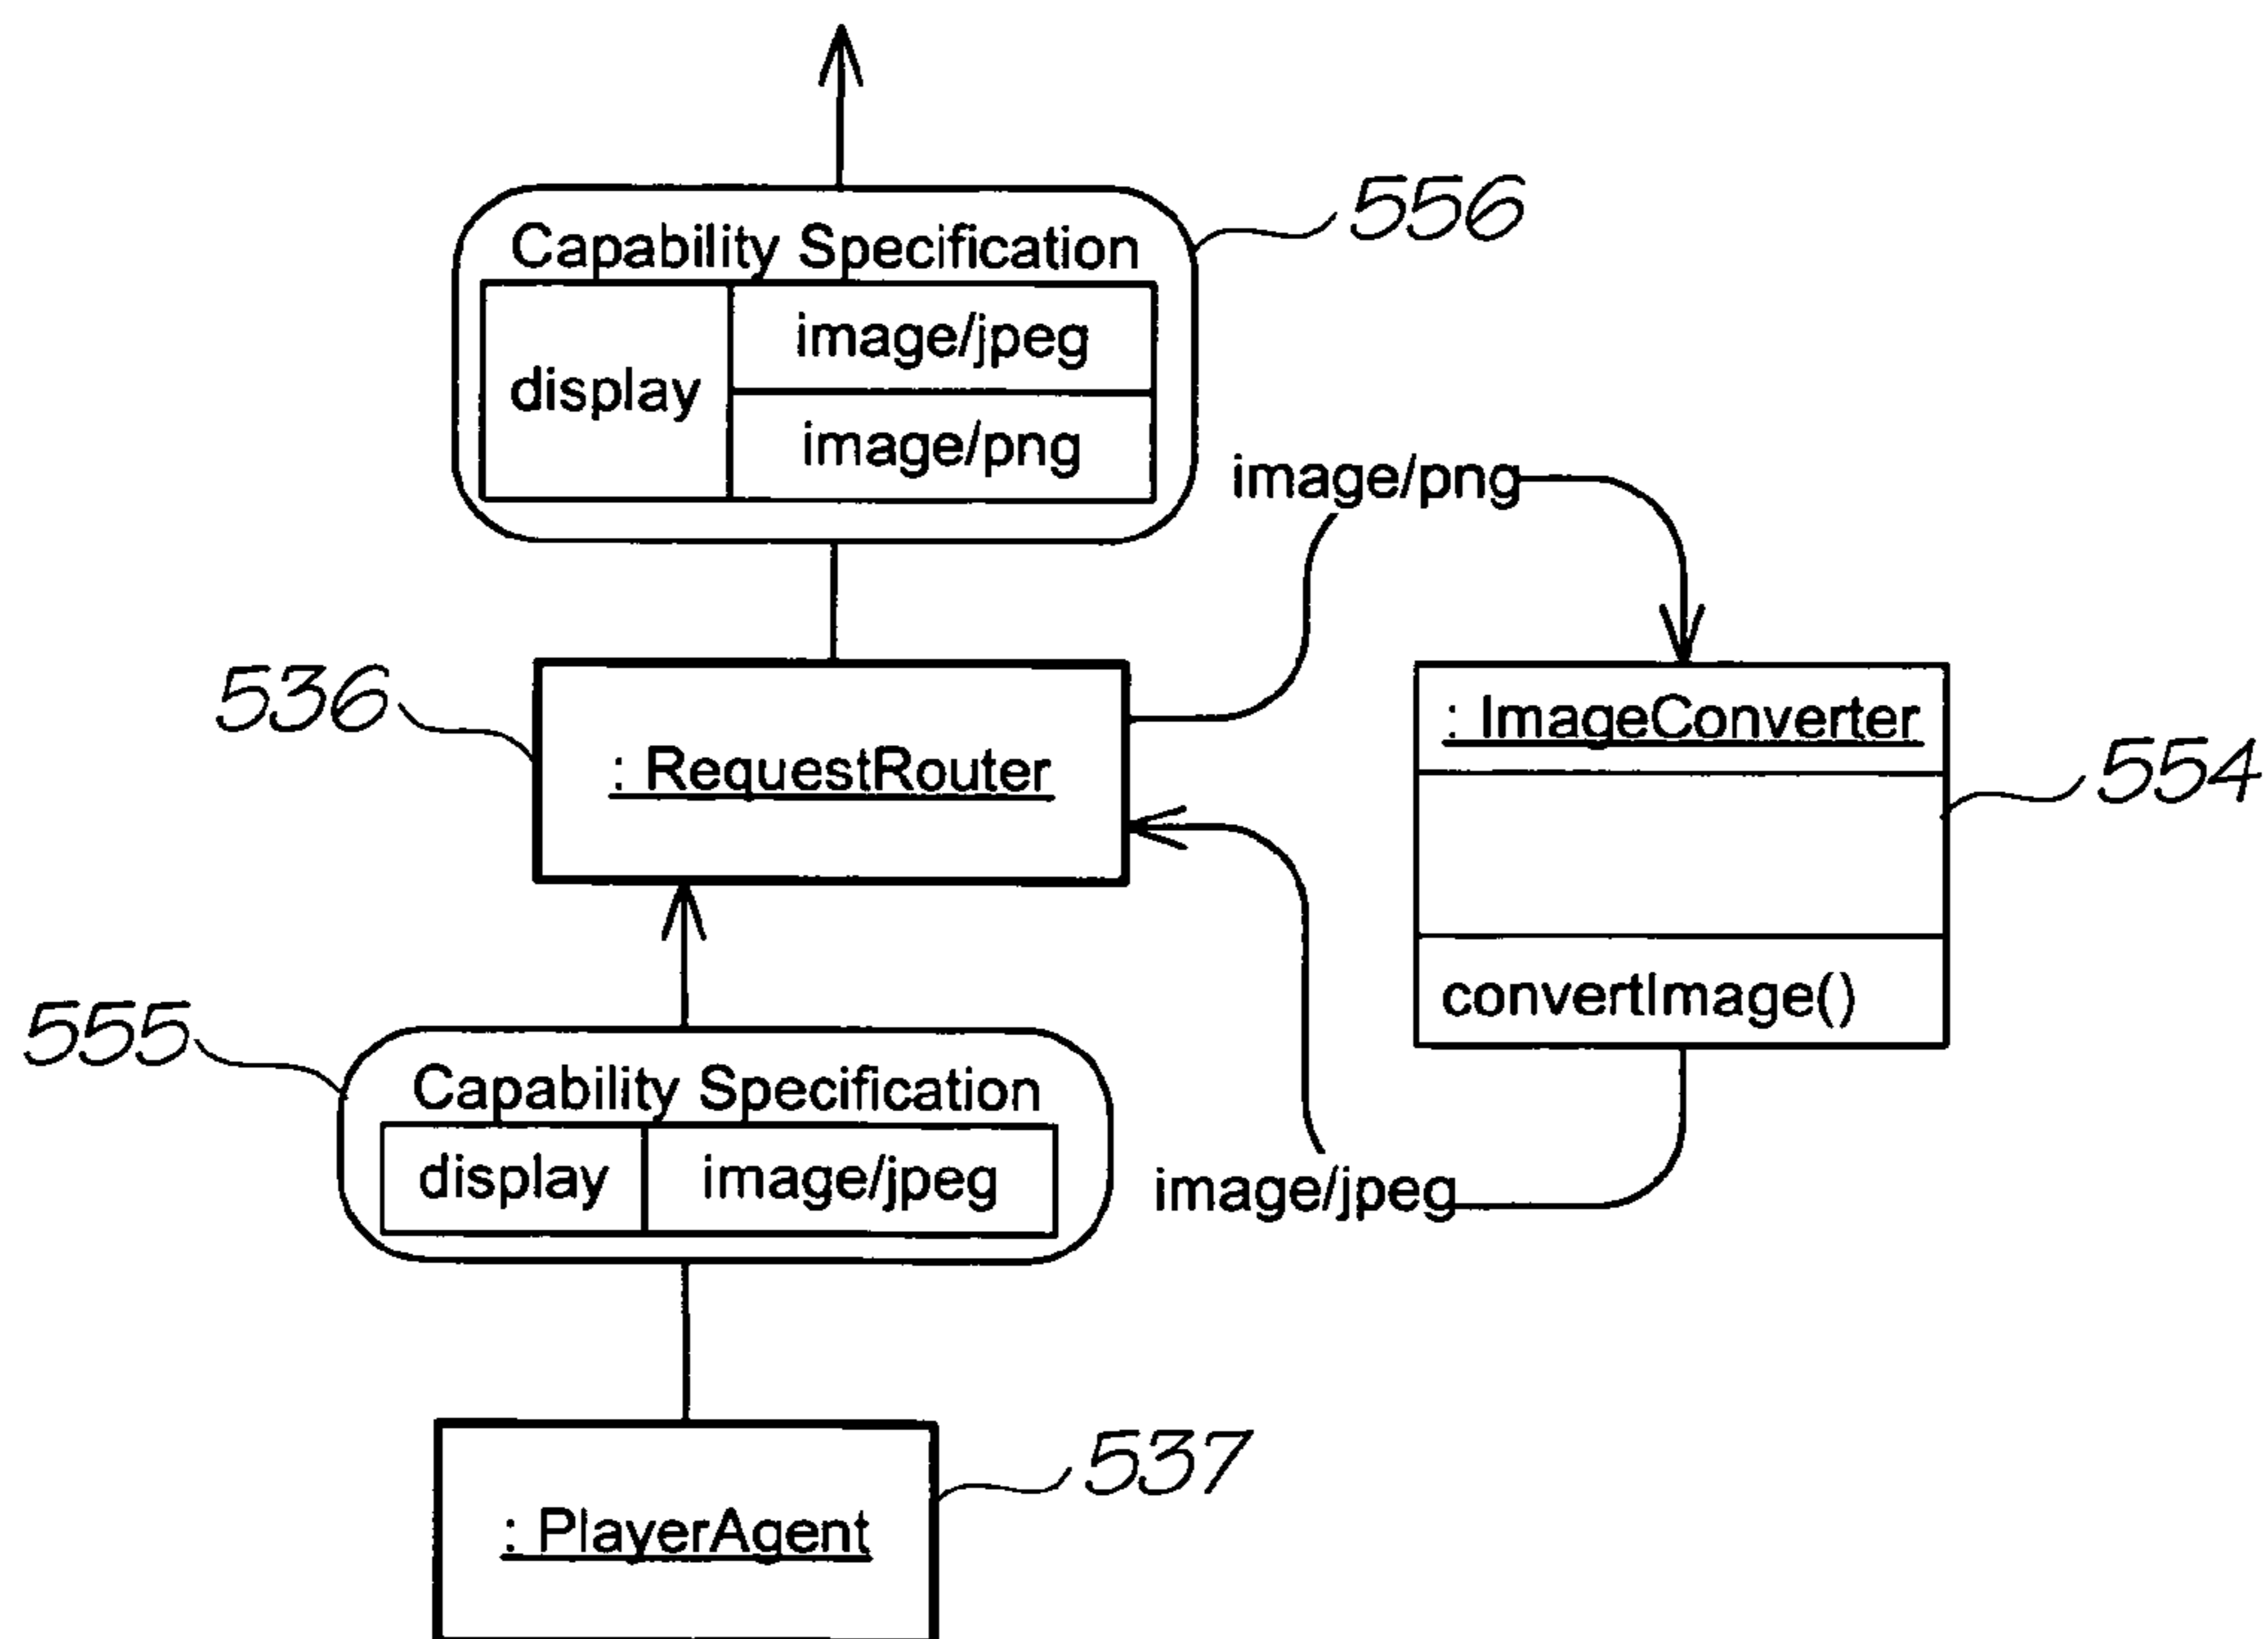 556
Capability Specification
image/jpeg
display
image/png
image/png
536
: RequestRouter
: ImageConverter
554
convertImage()
555
Capability Specification
display image/jpeg
image/jpeg
537
: PlayerAgent